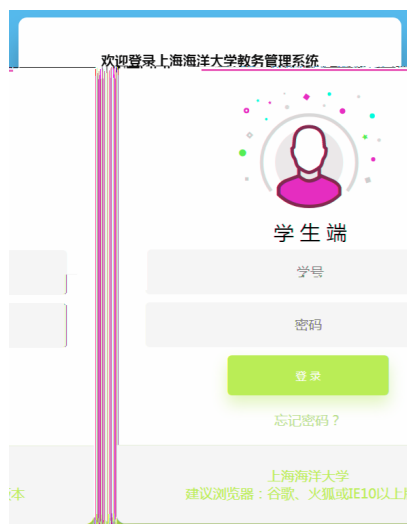 欢迎登录上海海洋大学教务管理系统
学生端
学号
密码
登录
忘记密码？
上海海洋大学
本 建议浏览器：谷歌、火狐或IE10以上